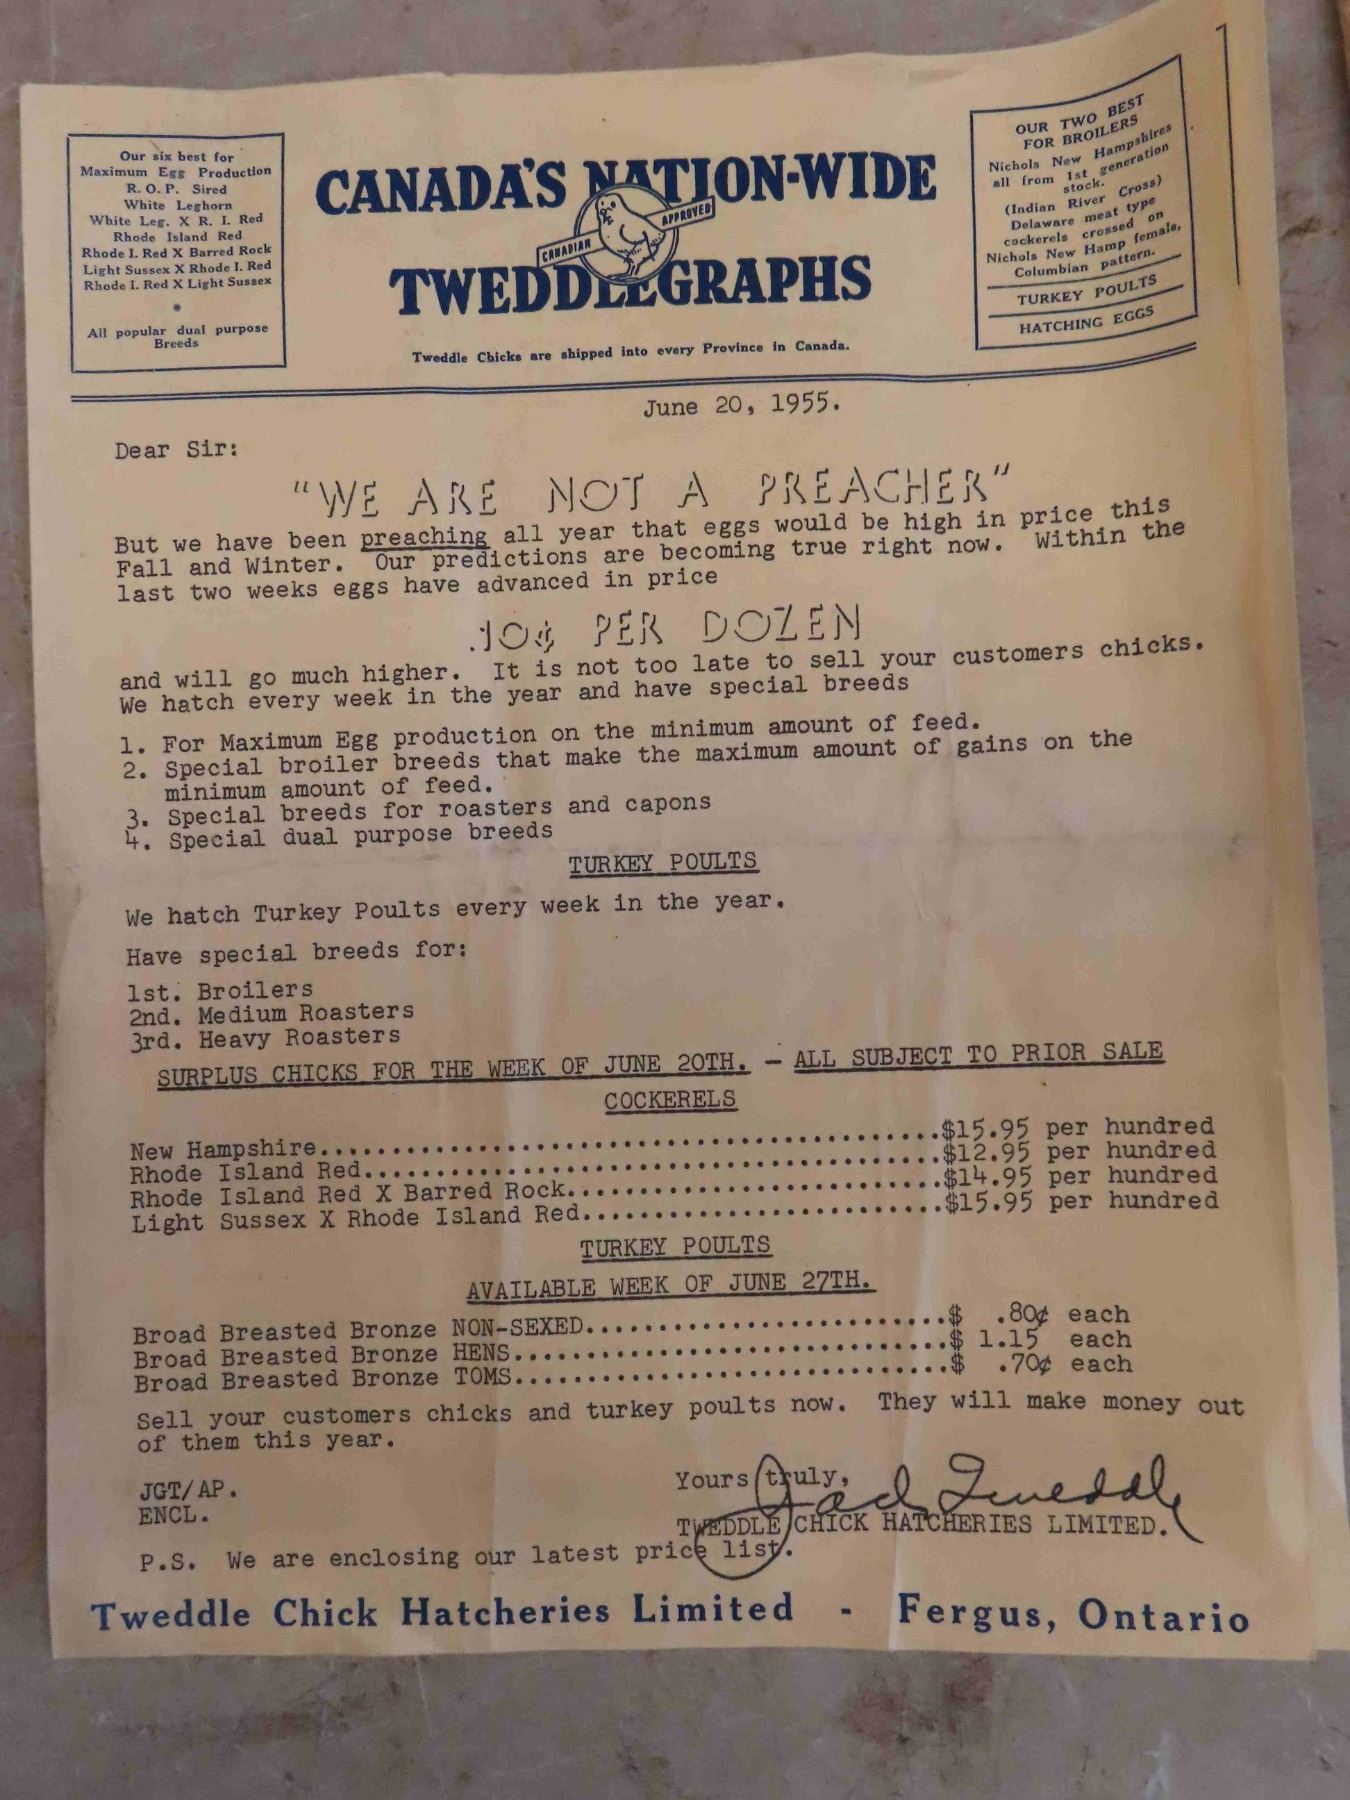 Our six best for
Maximum Egg Production
R. O. P. Sired
White Leghorn
White Leg. X R. I. Red
Rhode Island Red
Rhode I. Red X Barred Rock
Light Sussex X Rhode I. Red
Rhode I. Red X Light Sussex
*
All popular dual purpose
Breeds
CANADA'S NATION-WIDE
CANADIAN APPROVED
TWEDDLEGRAPHS
Tweddle Chicks are shipped into every Province in Canada.
OUR TWO BEST
FOR BROILERS
Nichols New Hampshires
all from 1st generation
stock.
(Indian River Cross)
Delaware meat type
cockerels crossed on
Nichols New Hamp female,
Columbian pattern.
TURKEY POULTS
HATCHING EGGS
June 20, 1955.
Dear Sir:
"WE ARE NOT A PREACHER"
But we have been preaching all year that eggs would be high in price this
Fall and Winter. Our predictions are becoming true right now. Within the
last two weeks eggs have advanced in price
.10¢ PER DOZEN
and will go much higher. It is not too late to sell your customers chicks.
We hatch every week in the year and have special breeds
1. For Maximum Egg production on the minimum amount of feed.
2. Special broiler breeds that make the maximum amount of gains on the
minimum amount of feed.
3. Special breeds for roasters and capons
4. Special dual purpose breeds
TURKEY POULTS
We hatch Turkey Poults every week in the year.
Have special breeds for:
1st. Broilers
2nd. Medium Roasters
3rd. Heavy Roasters
SURPLUS CHICKS FOR THE WEEK OF JUNE 20TH. - ALL SUBJECT TO PRIOR SALE
COCKERELS
New Hampshire...........................................$15.95 per hundred
Rhode Island Red........................................$12.95 per hundred
Rhode Island Red X Barred Rock..........................$14.95 per hundred
Light Sussex X Rhode Island Red.........................$15.95 per hundred
TURKEY POULTS
AVAILABLE WEEK OF JUNE 27TH.
Broad Breasted Bronze NON-SEXED.........................$ .80¢ each
Broad Breasted Bronze HENS..............................$ 1.15 each
Broad Breasted Bronze TOMS..............................$ .70¢ each
Sell your customers chicks and turkey poults now. They will make money out
of them this year.
JGT/AP.
ENCL.
Yours truly,
Jack Tweddle
TWEDDLE CHICK HATCHERIES LIMITED.
P.S. We are enclosing our latest price list.
Tweddle Chick Hatcheries Limited - Fergus, Ontario